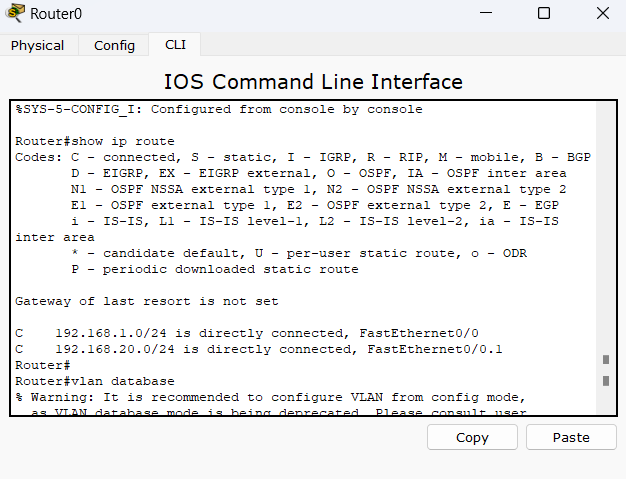 Router0
Physical Config CLI
IOS Command Line Interface
%SYS-5-CONFIG_I: Configured from console by console
Router#show ip route
Codes: C - connected, S - static, I - IGRP, R - RIP, M - mobile, B - BGP
D - EIGRP, EX - EIGRP external, O - OSPF, IA - OSPF inter area
N1 - OSPF NSSA external type 1, N2 - OSPF NSSA external type 2
E1 - OSPF external type 1, E2 - OSPF external type 2, E - EGP
i - IS-IS, L1 - IS-IS level-1, L2 - IS-IS level-2, ia - IS-IS
inter area
* - candidate default, U - per-user static route, o - ODR
P - periodic downloaded static route
Gateway of last resort is not set
C 192.168.1.0/24 is directly connected, FastEthernet0/0
C 192.168.20.0/24 is directly connected, FastEthernet0/0.1
Router#
Router#vlan database
% Warning: It is recommended to configure VLAN from config mode,
as VLAN database mode is being deprecated. Please consult user
Copy Paste